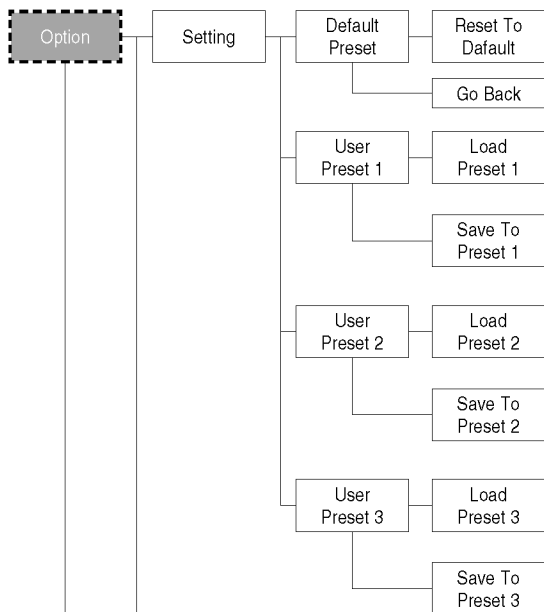 Option
Setting
Default
Preset
Reset To
Dafault
Go Back
User
Preset 1
Load
Preset 1
Save To
Preset 1
User
Preset 2
Load
Preset 2
Save To
Preset 2
User
Preset 3
Load
Preset 3
Save To
Preset 3